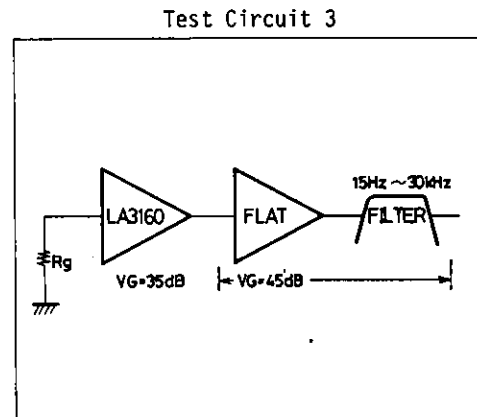 Test Circuit 3
15Hz ~30kHz
LA3160
FLAT
FILTER
Rg
VG=35dB
VG=45dB